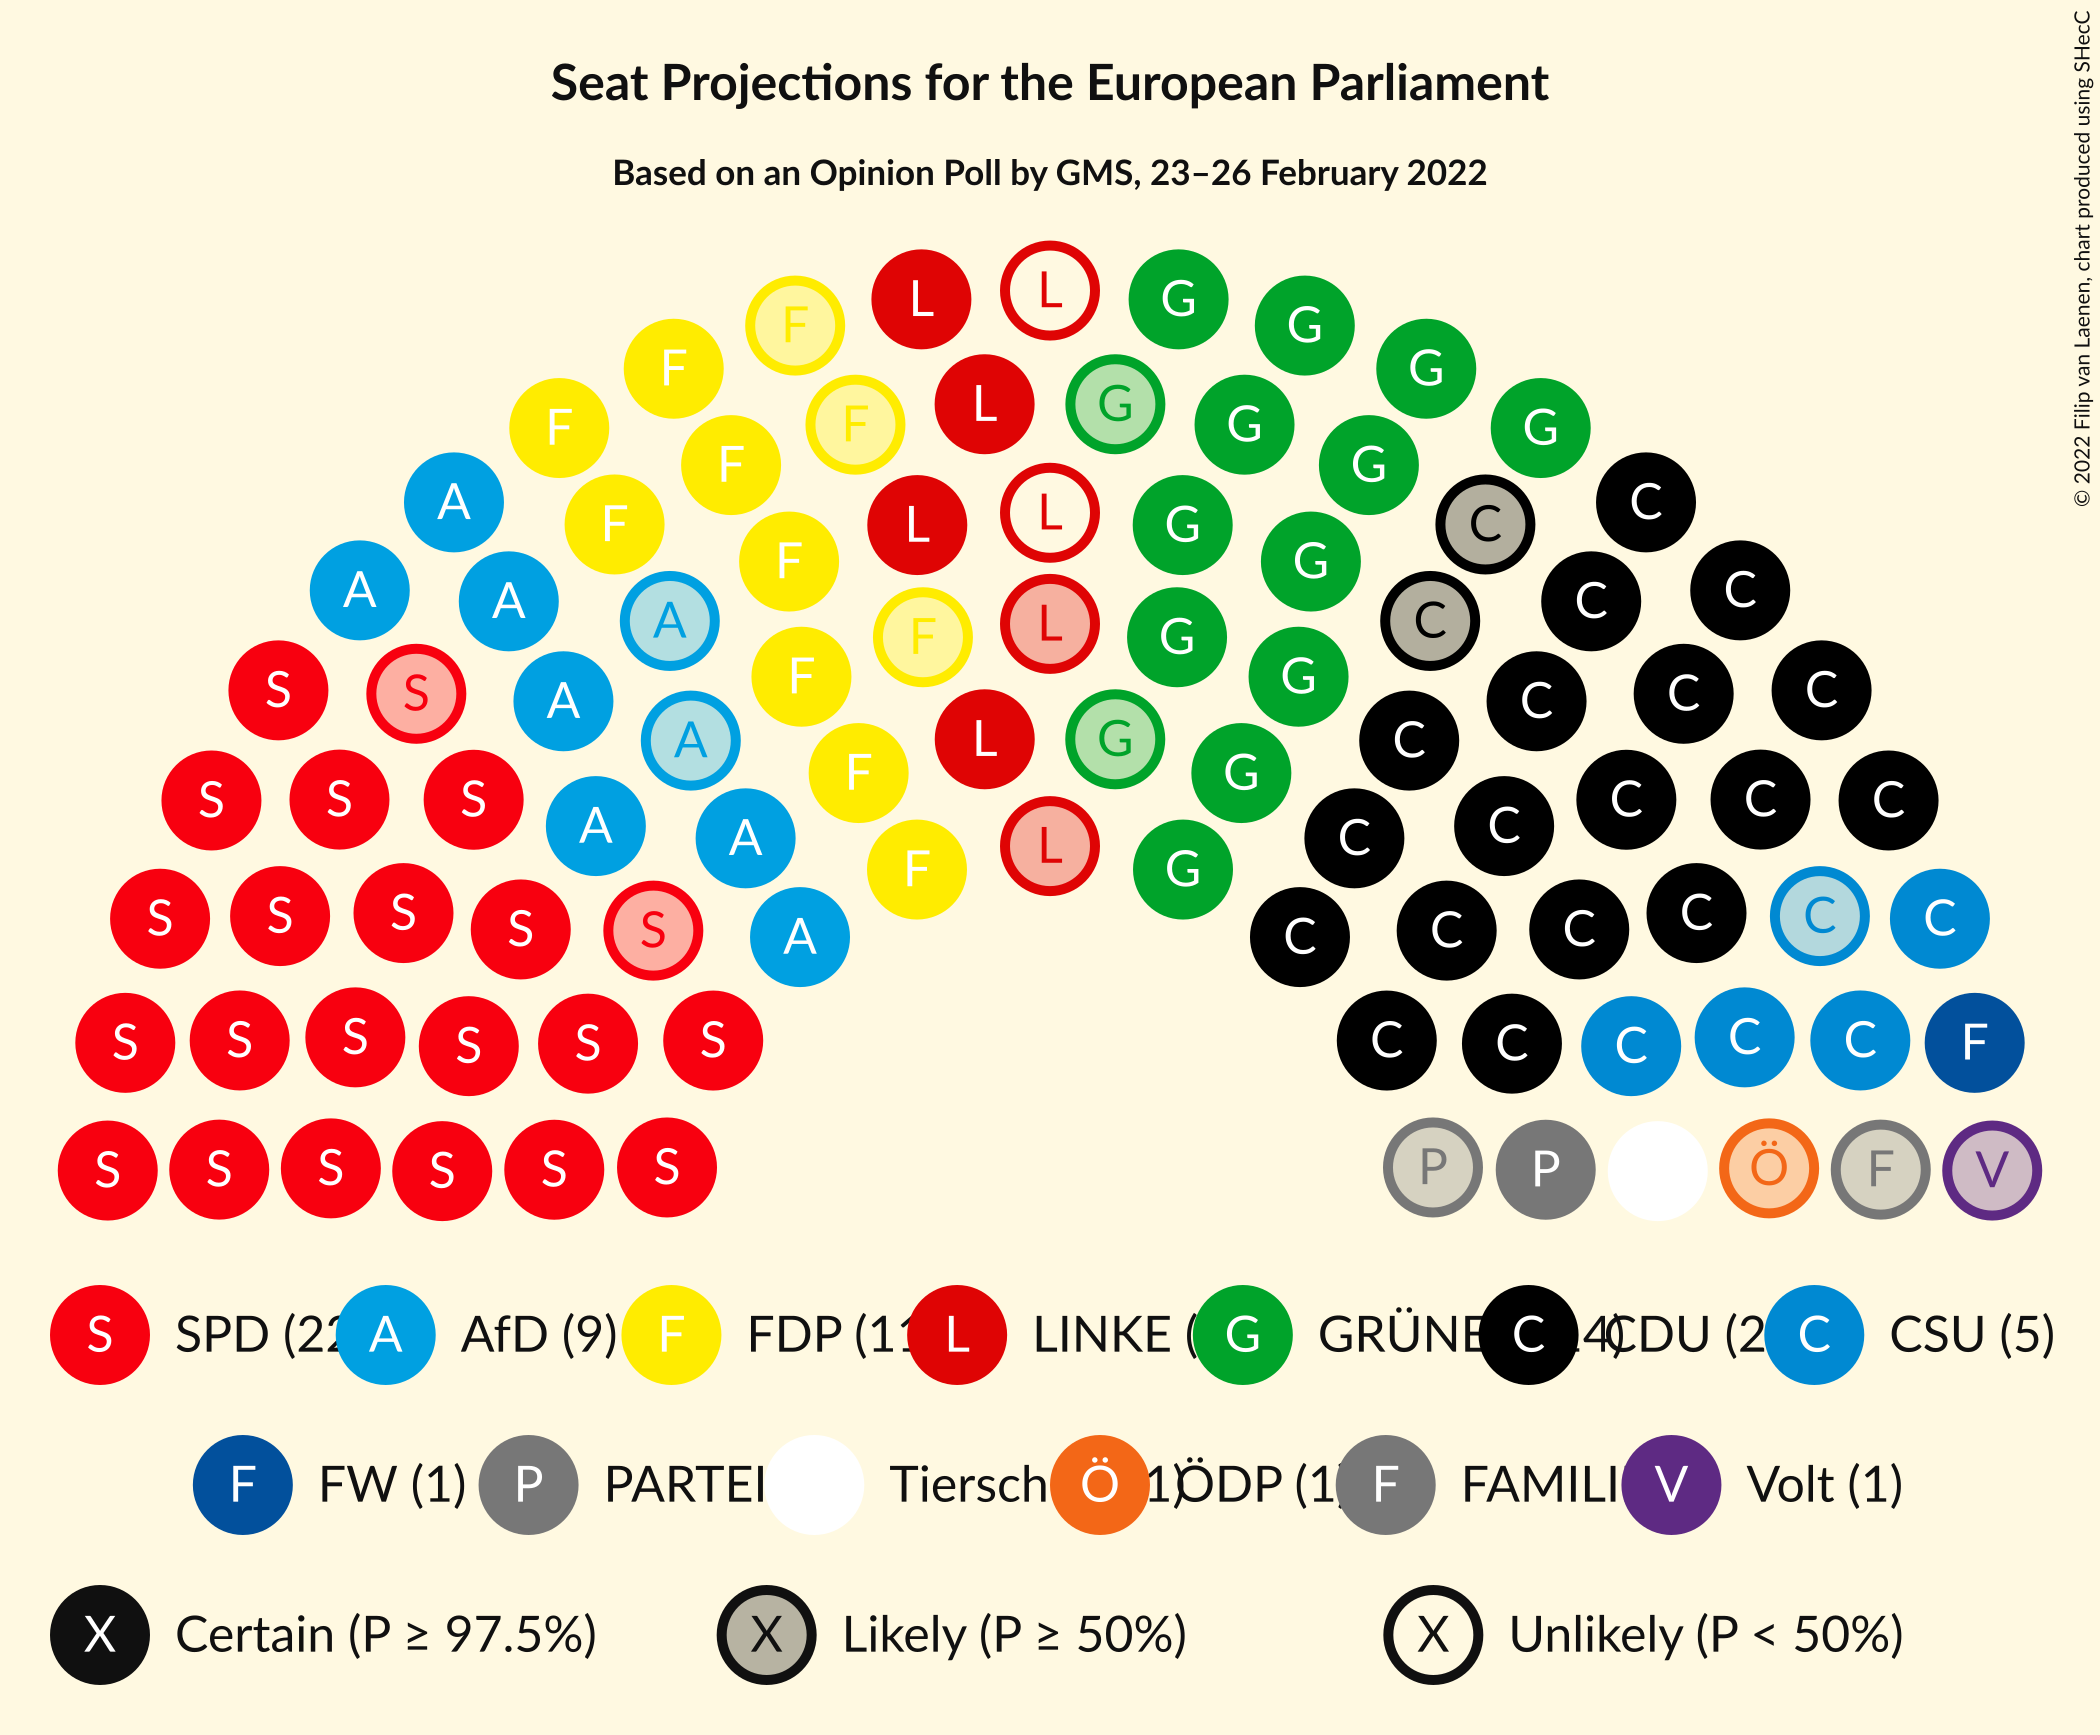 Seat Projections for the European Parliament
Based on an Opinion Poll by GMS, 23–26 February 2022
© 2022 Filip van Laenen, chart produced using SHecC
L L G G
F G
F L G G
F F G G
A F L L G C C
A F F G C
A A F L G C C
S S A F F G C C C
A A L G C C C
S S S A A F G C C C C C
S S S S S A F L G C C C C C C
S S S S S S C C C C C F
S S S S S S P P Ö F V
S SPD (22 A AfD (9) F FDP (11 L LINKE ( G GRÜNE C 4) CDU (2 C CSU (5)
F FW (1) P PARTEI Tiersch Ö 1) ÖDP (1 F FAMILI V Volt (1)
X Certain (P ≥ 97.5%) X Likely (P ≥ 50%) X Unlikely (P < 50%)